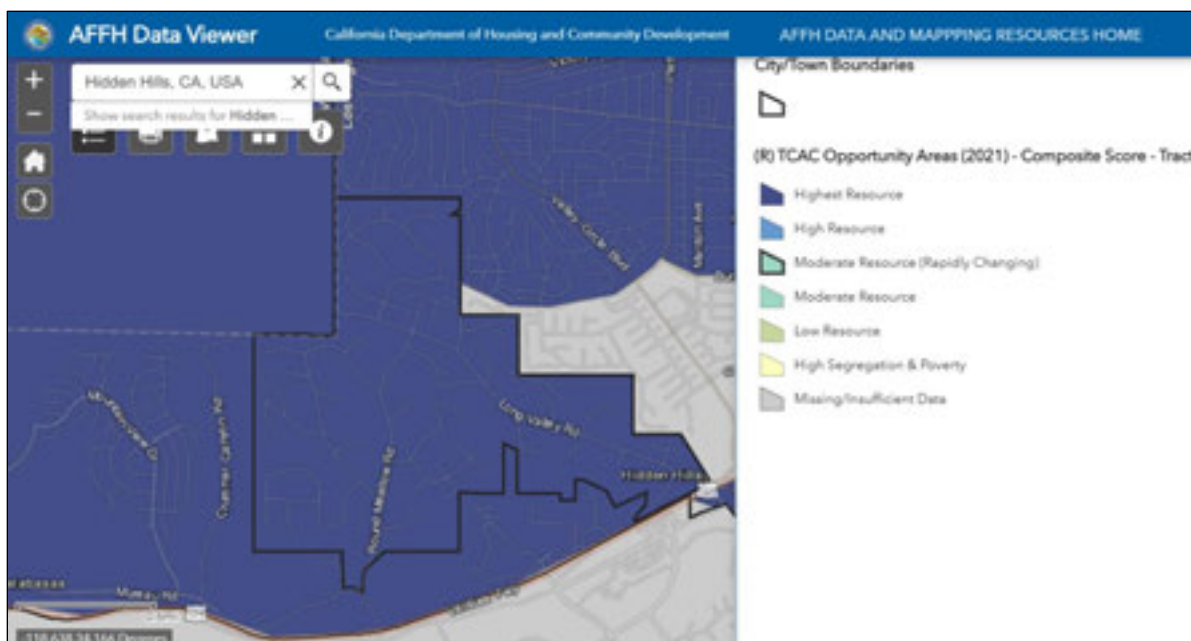 AFFH Data Viewer
California Department of Housing and Community Development
AFFH DATA AND MAPPPING RESOURCES HOME
Hidden Hills, CA, USA
Show search results for Hidden ...
City/Town Boundaries
(R) TCAC Opportunity Areas (2021) - Composite Score - Tract
Highest Resource
High Resource
Moderate Resource (Rapidly Changing)
Moderate Resource
Low Resource
High Segregation & Poverty
Missing/Insufficient Data
Valley Circle Blvd
Long Valley Rd
Hidden Hills
Round Meadow Rd
Mureau Rd